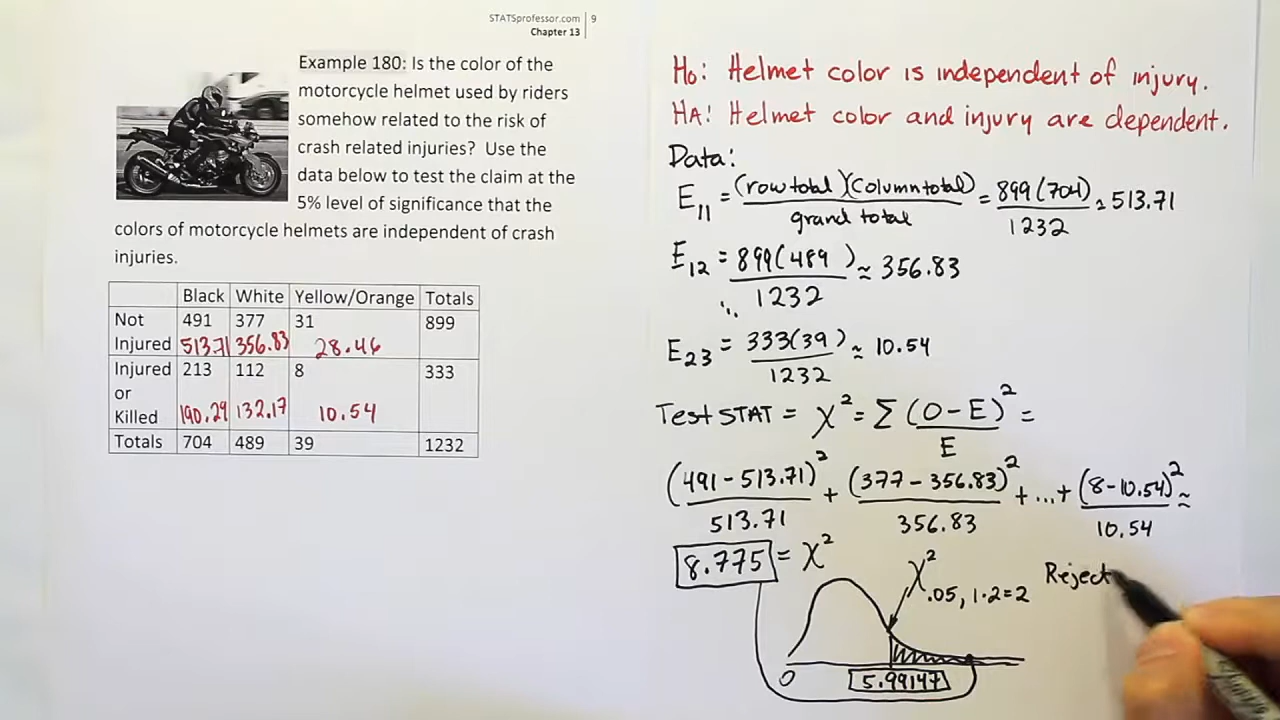 STATSprofessor.com 9
Chapter 13
Example 180: Is the color of the
motorcycle helmet used by riders
somehow related to the risk of
crash related injuries? Use the
data below to test the claim at the
5% level of significance that the
colors of motorcycle helmets are independent of crash
injuries.
Black White Yellow/Orange Totals
Not 491 377 31 899
Injured 513.71 356.83 28.46
Injured 213 112 8 333
or
Killed 190.29 132.17 10.54
Totals 704 489 39 1232
Ho: Helmet color is independent of injury.
HA: Helmet color and injury are dependent.
Data:
E11 = (row total)(column total) = 899(704) ≈ 513.71
grand total 1232
E12 = 899(489) ≈ 356.83
1232
E23 = 333(39) ≈ 10.54
1232
Test STAT = χ² = Σ (O-E)² =
E
(491-513.71)² + (377-356.83)² + ... + (8-10.54)² ≈
513.71 356.83 10.54
8.775 = χ²
χ² .05, 1·2=2
Reject
0 5.99147